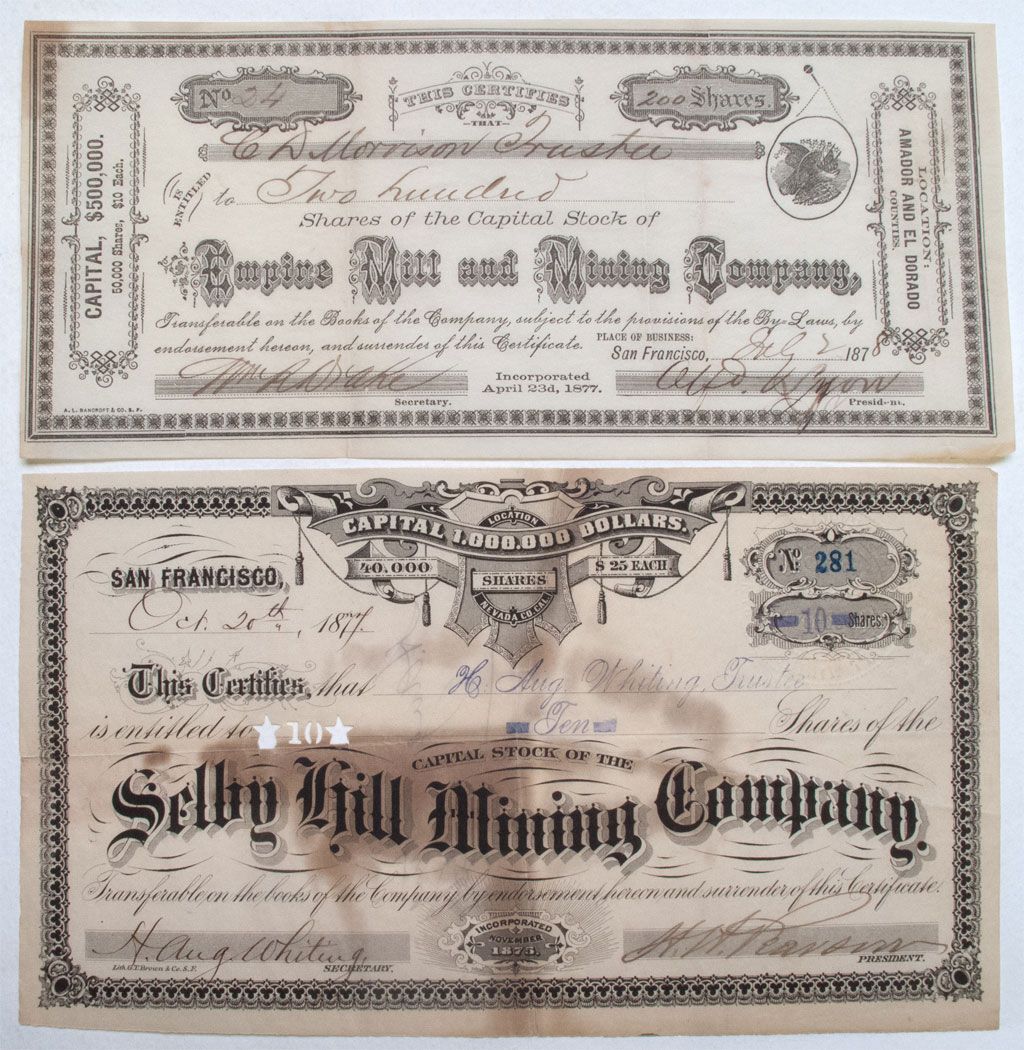 No 24
THIS CERTIFIES
THAT
200 Shares.
C D Morrison Trustee
IS ENTITLED
to Two hundred
Shares of the Capital Stock of
Empire Mill and Mining Company,
Transferable on the Books of the Company, subject to the provisions of the By-Laws, by
endorsement hereon, and surrender of this Certificate.
PLACE OF BUSINESS:
San Francisco, July 2 1878
Wm A Drake
Secretary.
Incorporated
April 23d, 1877.
President.
A. L. BANCROFT & CO. S. F.
CAPITAL, $500,000.
50,000 Shares, $10 Each.
LOCATION:
AMADOR AND EL DORADO
COUNTIES.
LOCATION
CAPITAL 1.000.000 DOLLARS.
40.000 SHARES $25 EACH
NEVADA CO. CAL.
No. 281
10 Shares
SAN FRANCISCO,
Oct. 20th, 1877.
This Certifies, that H. Aug. Whiting, Trustee
is entitled to ★10★ Ten Shares of the
CAPITAL STOCK OF THE
Selby Hill Mining Company.
Transferable on the books of the Company by endorsement hereon and surrender of this Certificate.
H. Aug. Whiting.
SECRETARY.
INCORPORATED
NOVEMBER
1873.
PRESIDENT.
Lith. G.T. Brown & Co. S.F.